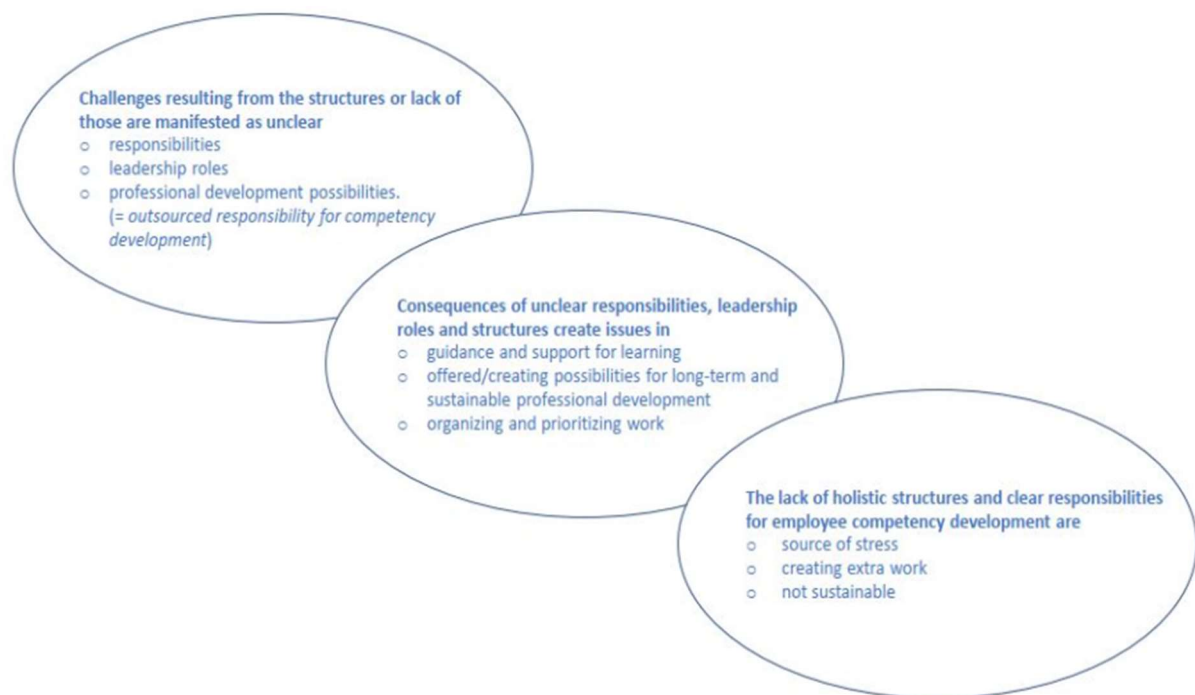 Challenges resulting from the structures or lack of
those are manifested as unclear
o responsibilities
o leadership roles
o professional development possibilities.
(= outsourced responsibility for competency
development)
Consequences of unclear responsibilities, leadership
roles and structures create issues in
o guidance and support for learning
o offered/creating possibilities for long-term and
sustainable professional development
o organizing and prioritizing work
The lack of holistic structures and clear responsibilities
for employee competency development are
o source of stress
o creating extra work
o not sustainable